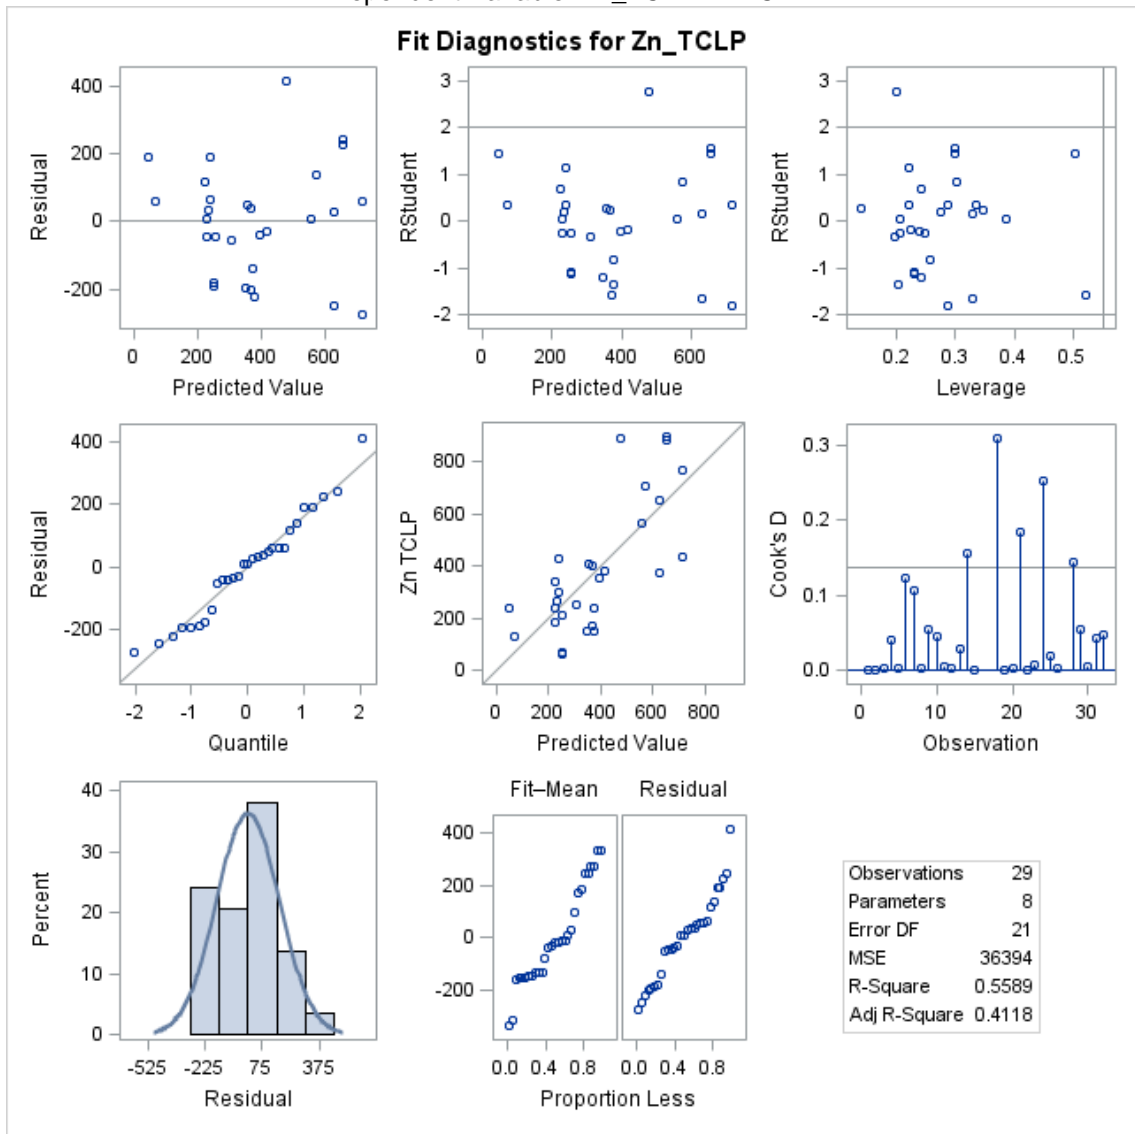 Fit Diagnostics for Zn_TCLP
400
200
0
-200
Residual
0 200 400 600
Predicted Value
3
2
1
0
-1
-2
RStudent
0 200 400 600
Predicted Value
3
2
1
0
-1
-2
RStudent
0.2 0.3 0.4 0.5
Leverage
400
200
0
-200
Residual
-2 -1 0 1 2
Quantile
800
600
400
200
0
Zn TCLP
0 200 400 600 800
Predicted Value
0.3
0.2
0.1
0.0
Cook's D
0 10 20 30
Observation
40
30
20
10
0
Percent
-525 -225 75 375
Residual
Fit–Mean Residual
400
200
0
-200
0.0 0.4 0.8 0.0 0.4 0.8
Proportion Less
Observations 29
Parameters 8
Error DF 21
MSE 36394
R-Square 0.5589
Adj R-Square 0.4118